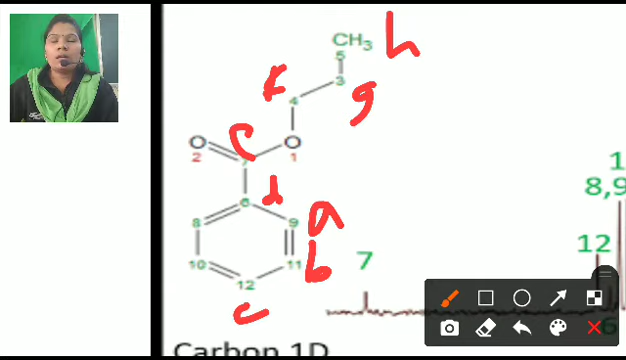 CH3 h
5
f g
3
4
O e O
2 7 1
d
6
8 9 a
10 11 b
12
c
7
1
8,9
12
6
Carbon 1D